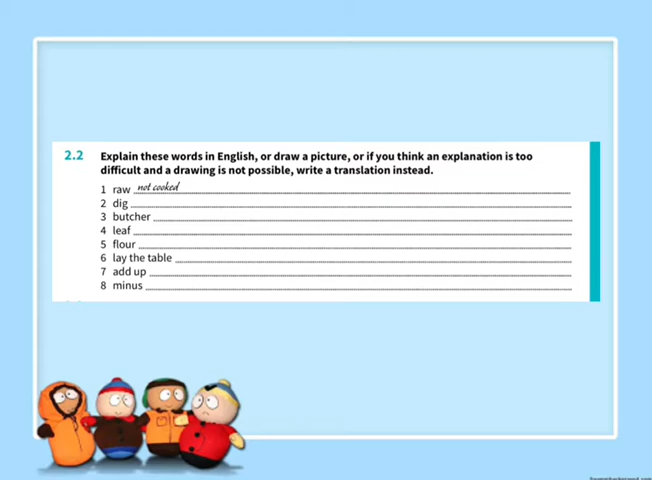 2.2 Explain these words in English, or draw a picture, or if you think an explanation is too
difficult and a drawing is not possible, write a translation instead.
1 raw not cooked
2 dig
3 butcher
4 leaf
5 flour
6 lay the table
7 add up
8 minus